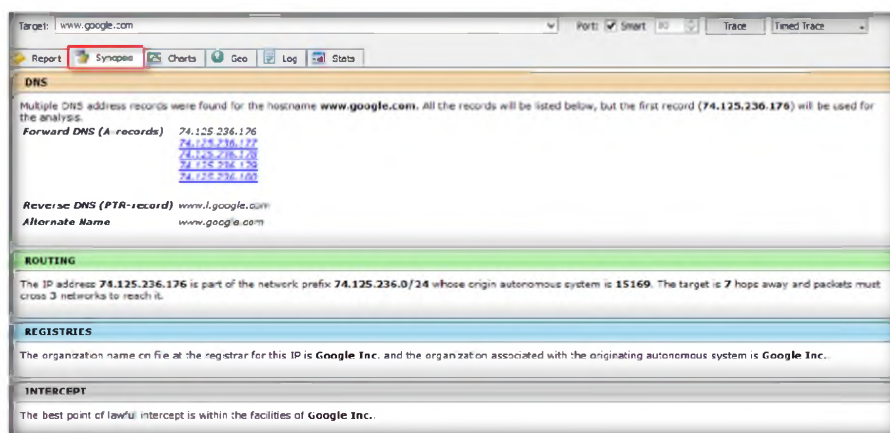 Target: www.google.com Port: Smart 80 Trace Timed Trace
Report Synopsis Charts Geo Log Stats
DNS
Multiple DNS address records were found for the hostname www.google.com. All the records will be listed below, but the first record (74.125.236.176) will be used for
the analysis.
Forward DNS (A-records) 74.125.236.176
74.125.236.177
74.125.236.178
74.125.236.179
74.125.236.180
Reverse DNS (PTR-record) www.l.google.com
Alternate Name www.google.com
ROUTING
The IP address 74.125.236.176 is part of the network prefix 74.125.236.0/24 whose origin autonomous system is 15169. The target is 7 hops away and packets must
cross 3 networks to reach it.
REGISTRIES
The organization name on file at the registrar for this IP is Google Inc. and the organization associated with the originating autonomous system is Google Inc..
INTERCEPT
The best point of lawful intercept is within the facilities of Google Inc..